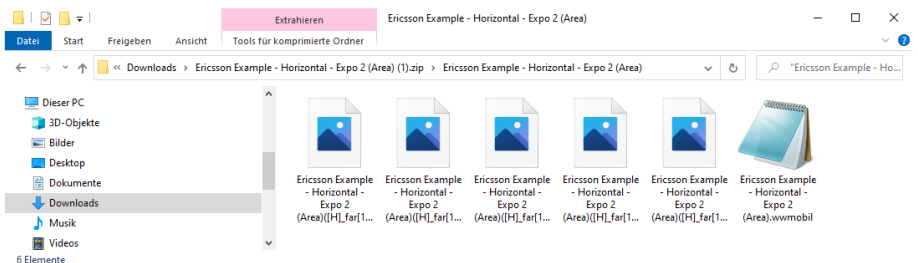 Extrahieren
Ericsson Example - Horizontal - Expo 2 (Area)
Datei Start Freigeben Ansicht Tools für komprimierte Ordner
« Downloads › Ericsson Example - Horizontal - Expo 2 (Area) (1).zip › Ericsson Example - Horizontal - Expo 2 (Area)
"Ericsson Example - Ho...
Dieser PC
3D-Objekte
Bilder
Desktop
Dokumente
Downloads
Musik
Videos
Ericsson Example
- Horizontal -
Expo 2
(Area)([H]_far[1...
Ericsson Example
- Horizontal -
Expo 2
(Area)([H]_far[1...
Ericsson Example
- Horizontal -
Expo 2
(Area)([H]_far[1...
Ericsson Example
- Horizontal -
Expo 2
(Area)([H]_far[1...
Ericsson Example
- Horizontal -
Expo 2
(Area)([H]_far[1...
Ericsson Example
- Horizontal -
Expo 2
(Area).wwmobil
6 Elemente